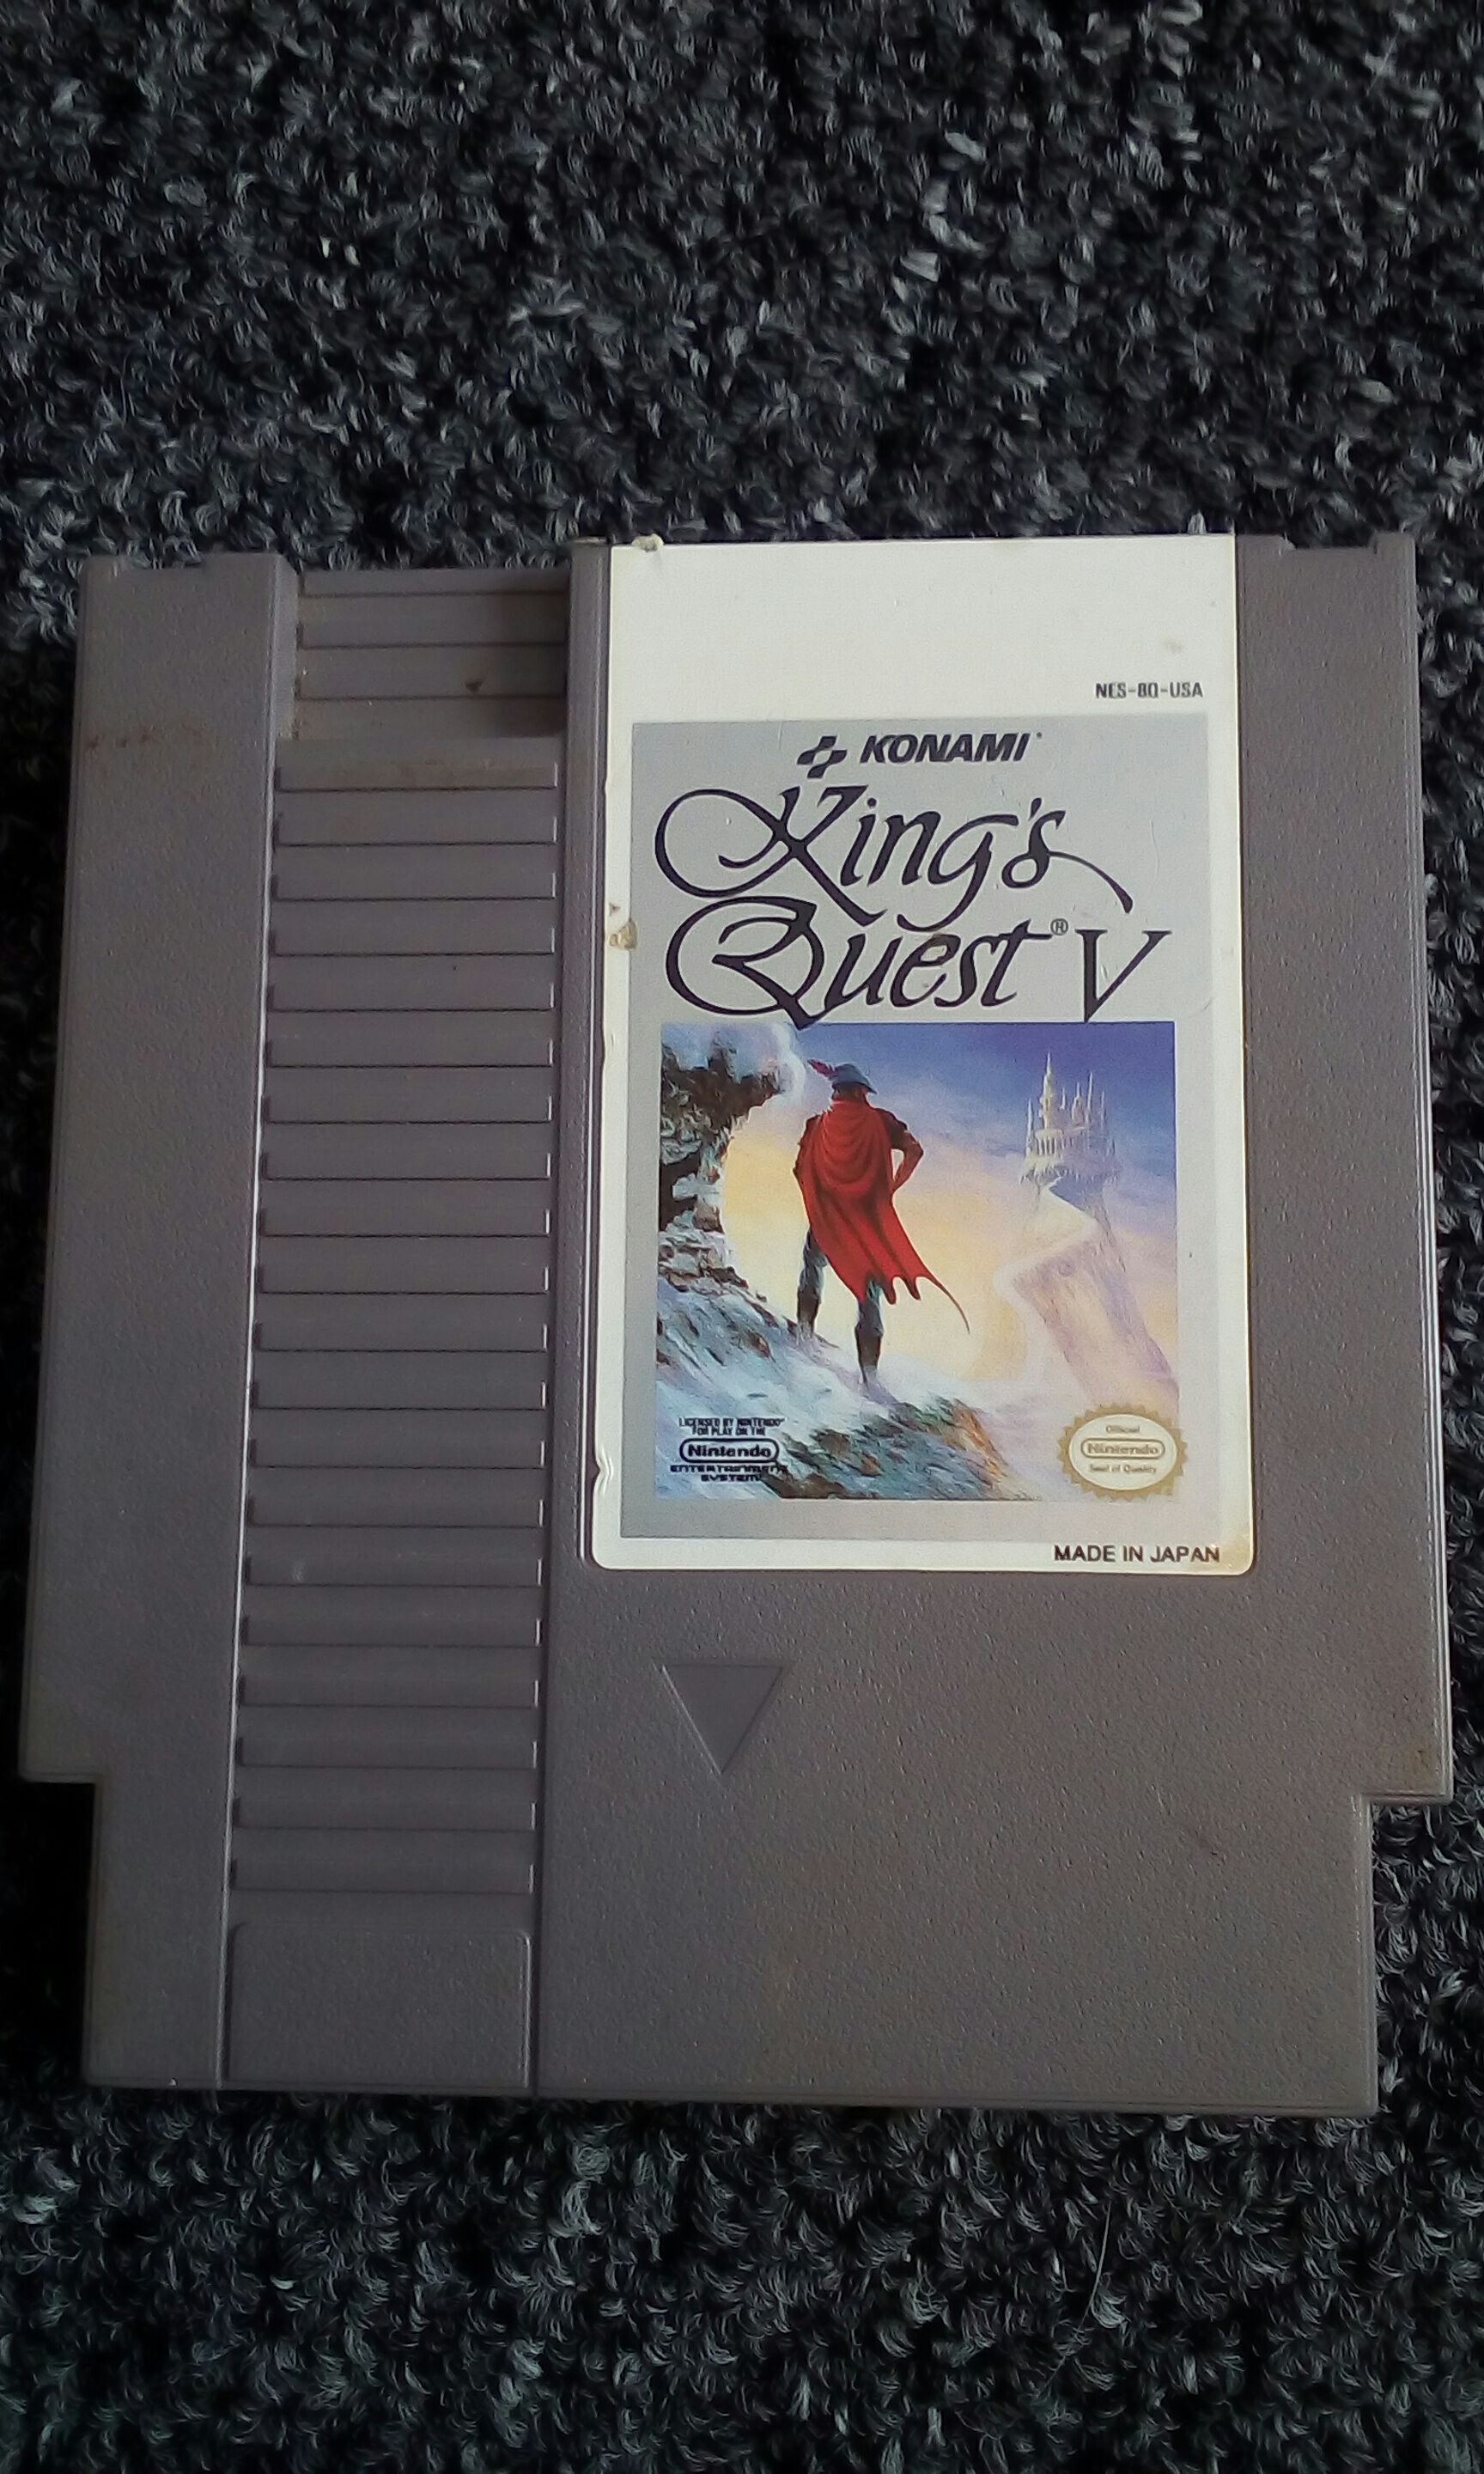 NES-8Q-USA
KONAMI®
King's
Quest® V
LICENSED BY NINTENDO®
FOR PLAY ON THE
Nintendo
ENTERTAINMENT
SYSTEM®
Official
Nintendo
Seal of Quality
MADE IN JAPAN